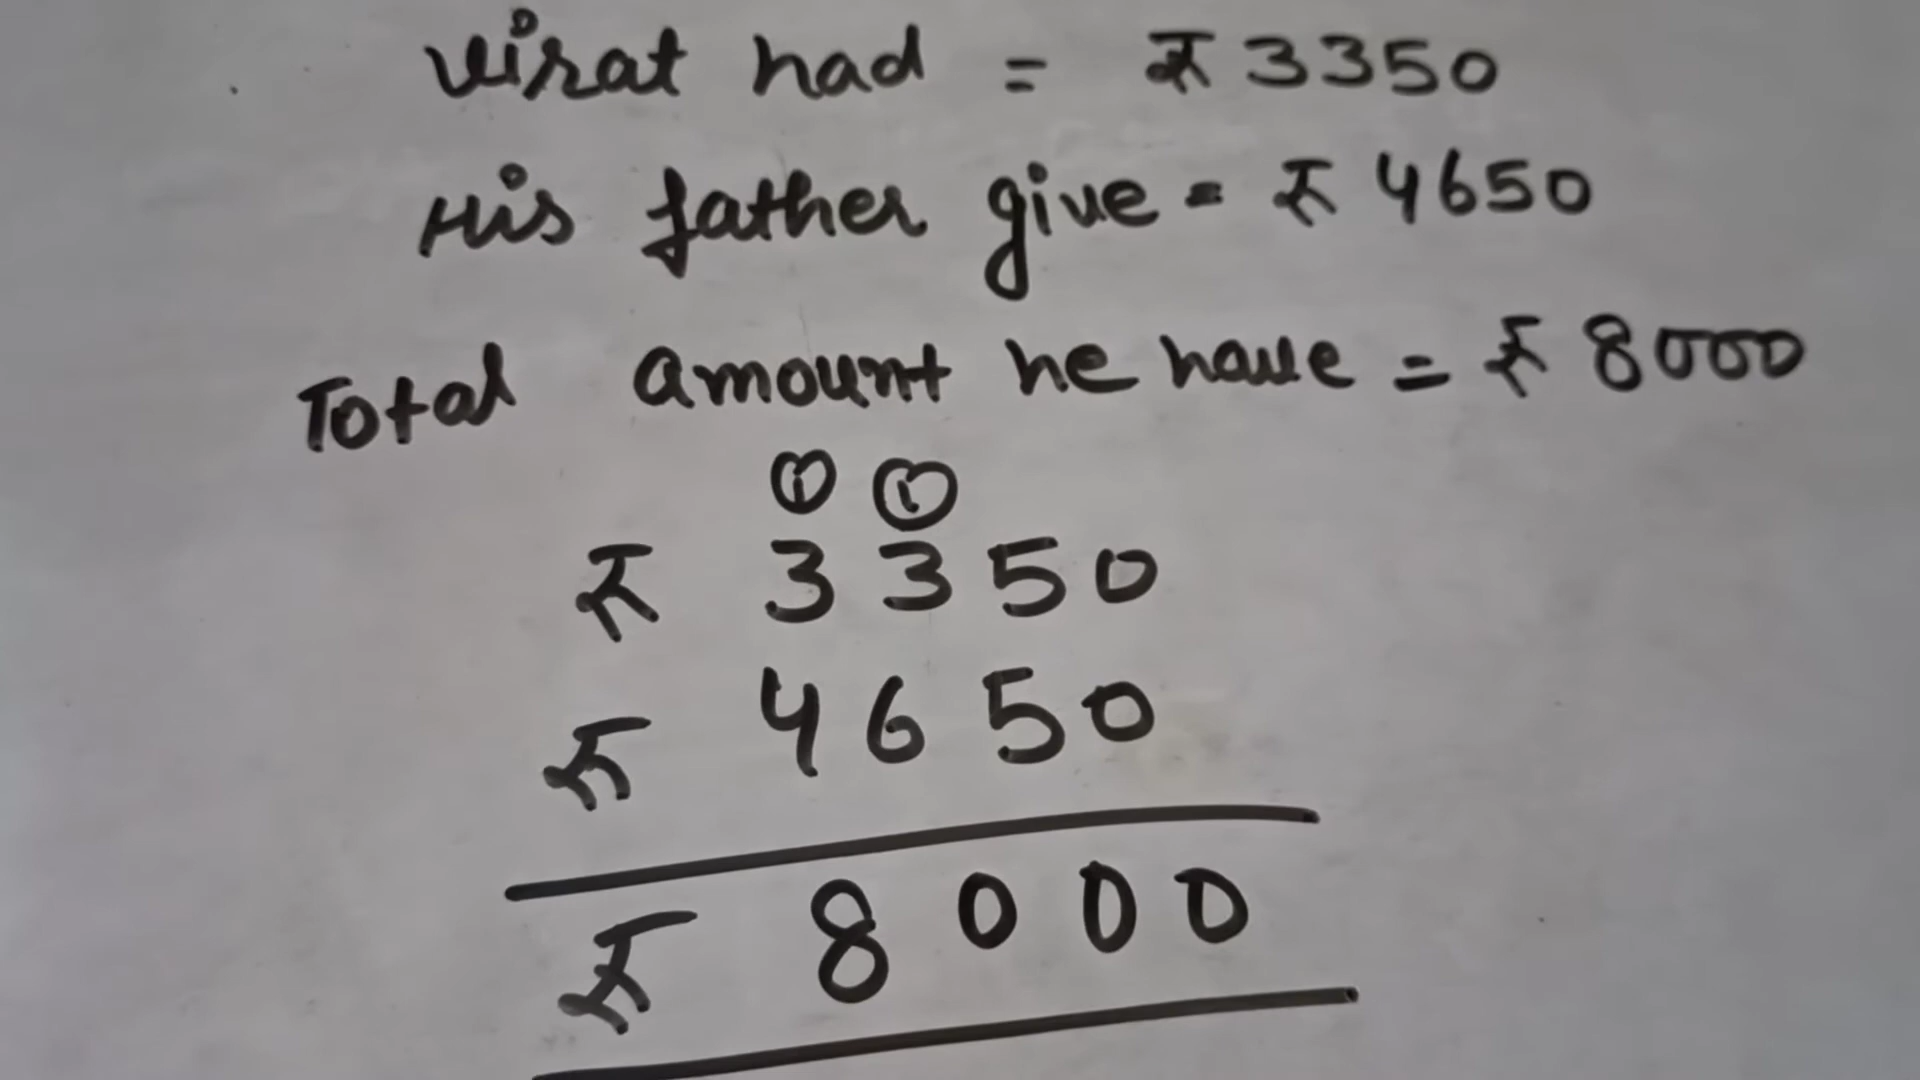 Virat had = ₹ 3350
His father give = ₹ 4650
Total amount he have = ₹ 8000
① ①
₹ 3350
₹ 4650
₹ 8000